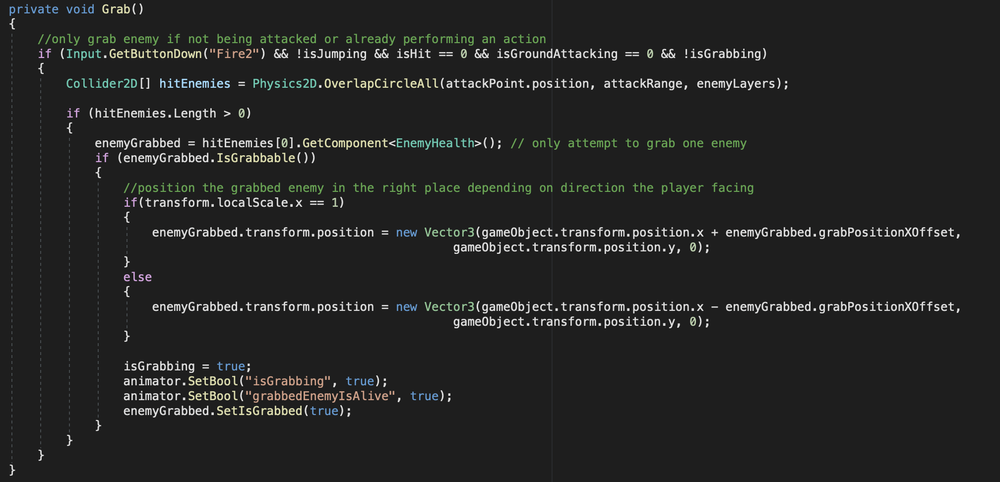 private void Grab()
{
    //only grab enemy if not being attacked or already performing an action
    if (Input.GetButtonDown("Fire2") && !isJumping && isHit == 0 && isGroundAttacking == 0 && !isGrabbing)
    {
        Collider2D[] hitEnemies = Physics2D.OverlapCircleAll(attackPoint.position, attackRange, enemyLayers);

        if (hitEnemies.Length > 0)
        {
            enemyGrabbed = hitEnemies[0].GetComponent<EnemyHealth>(); // only attempt to grab one enemy
            if (enemyGrabbed.IsGrabbable())
            {
                //position the grabbed enemy in the right place depending on direction the player facing
                if(transform.localScale.x == 1)
                {
                    enemyGrabbed.transform.position = new Vector3(gameObject.transform.position.x + enemyGrabbed.grabPositionXOffset,
                                                              gameObject.transform.position.y, 0);
                }
                else
                {
                    enemyGrabbed.transform.position = new Vector3(gameObject.transform.position.x - enemyGrabbed.grabPositionXOffset,
                                                              gameObject.transform.position.y, 0);
                }

                isGrabbing = true;
                animator.SetBool("isGrabbing", true);
                animator.SetBool("grabbedEnemyIsAlive", true);
                enemyGrabbed.SetIsGrabbed(true);
            }
        }
    }
}